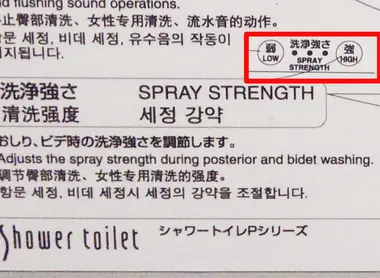 nd flushing sound operations.
止臀部清洗、女性专用清洗、流水音的动作。
문 세정, 비데 세정, 유수음의 작동이
지됩니다.
弱 LOW
洗浄強さ
SPRAY STRENGTH
強 HIGH
洗浄強さ SPRAY STRENGTH
清洗强度 세정 강약
おしり、ビデ時の洗浄強さを調節します。
Adjusts the spray strength during posterior and bidet washing.
调节臀部清洗、女性专用清洗的强度。
항문 세정, 비데 세정시 세정의 강약을 조절합니다.
Shower toilet シャワートイレPシリーズ